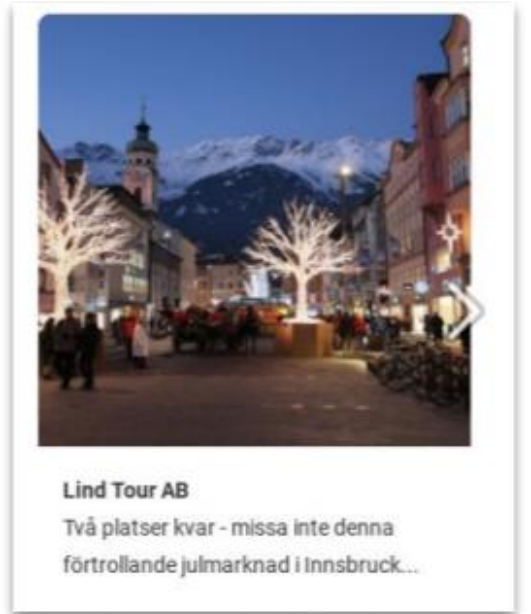 Lind Tour AB
Två platser kvar - missa inte denna
förtrollande julmarknad i Innsbruck...